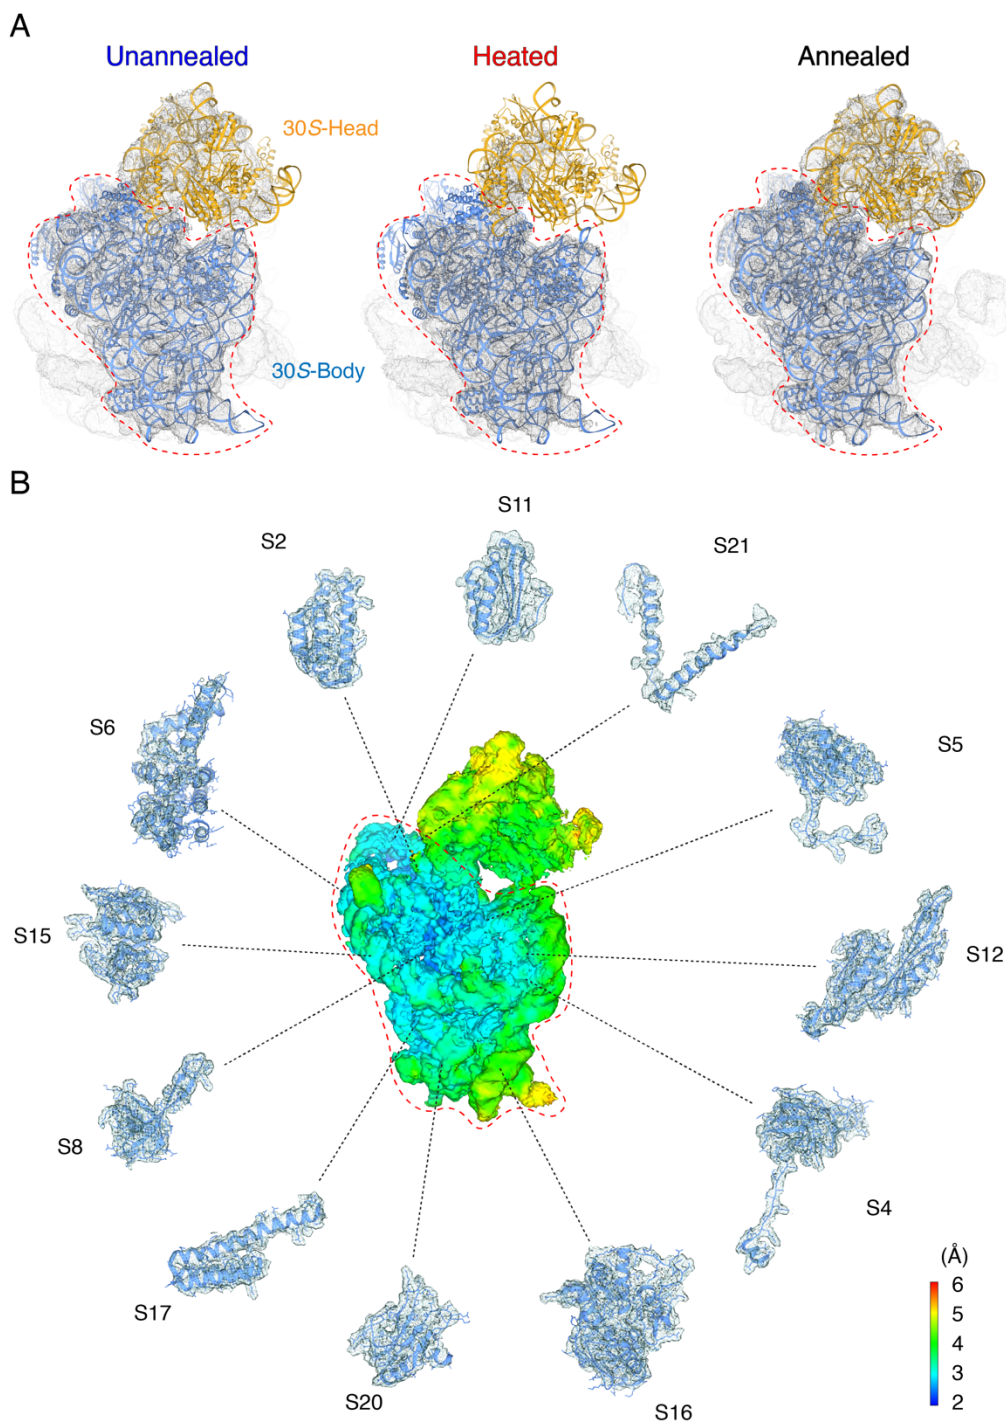 A
Unannealed
Heated
Annealed
30S-Head
30S-Body
B
S11
S2
S21
S6
S5
S15
S12
S8
S4
S17
S20
S16
(Å)
6
5
4
3
2